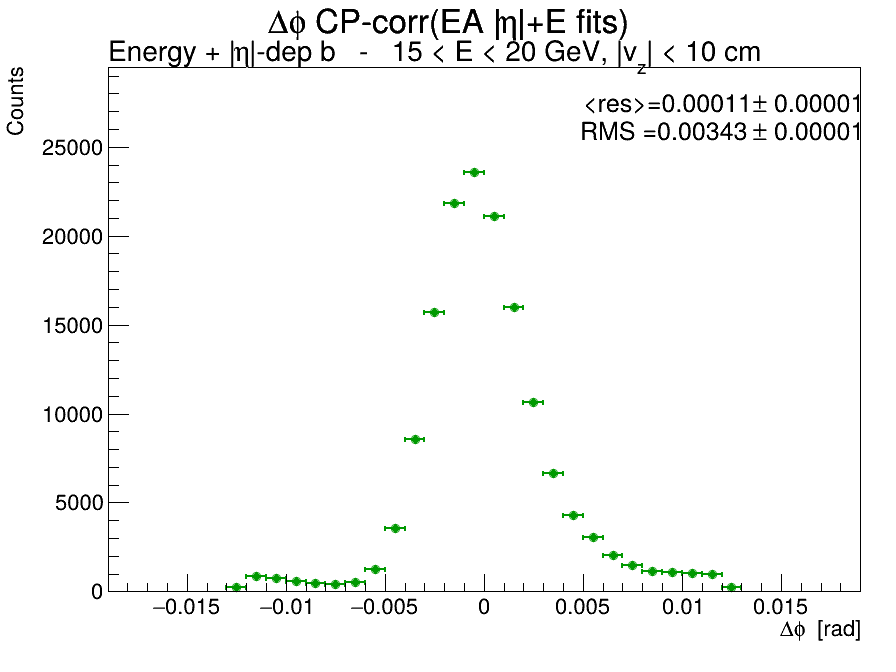 Δϕ CP-corr(EA |η|+E fits)
Energy + |η|-dep b - 15 < E < 20 GeV, |v_z| < 10 cm
<res>=0.00011± 0.00001
RMS =0.00343 ± 0.00001
Counts
25000
20000
15000
10000
5000
0
−0.015 −0.01 −0.005 0 0.005 0.01 0.015
Δϕ [rad]